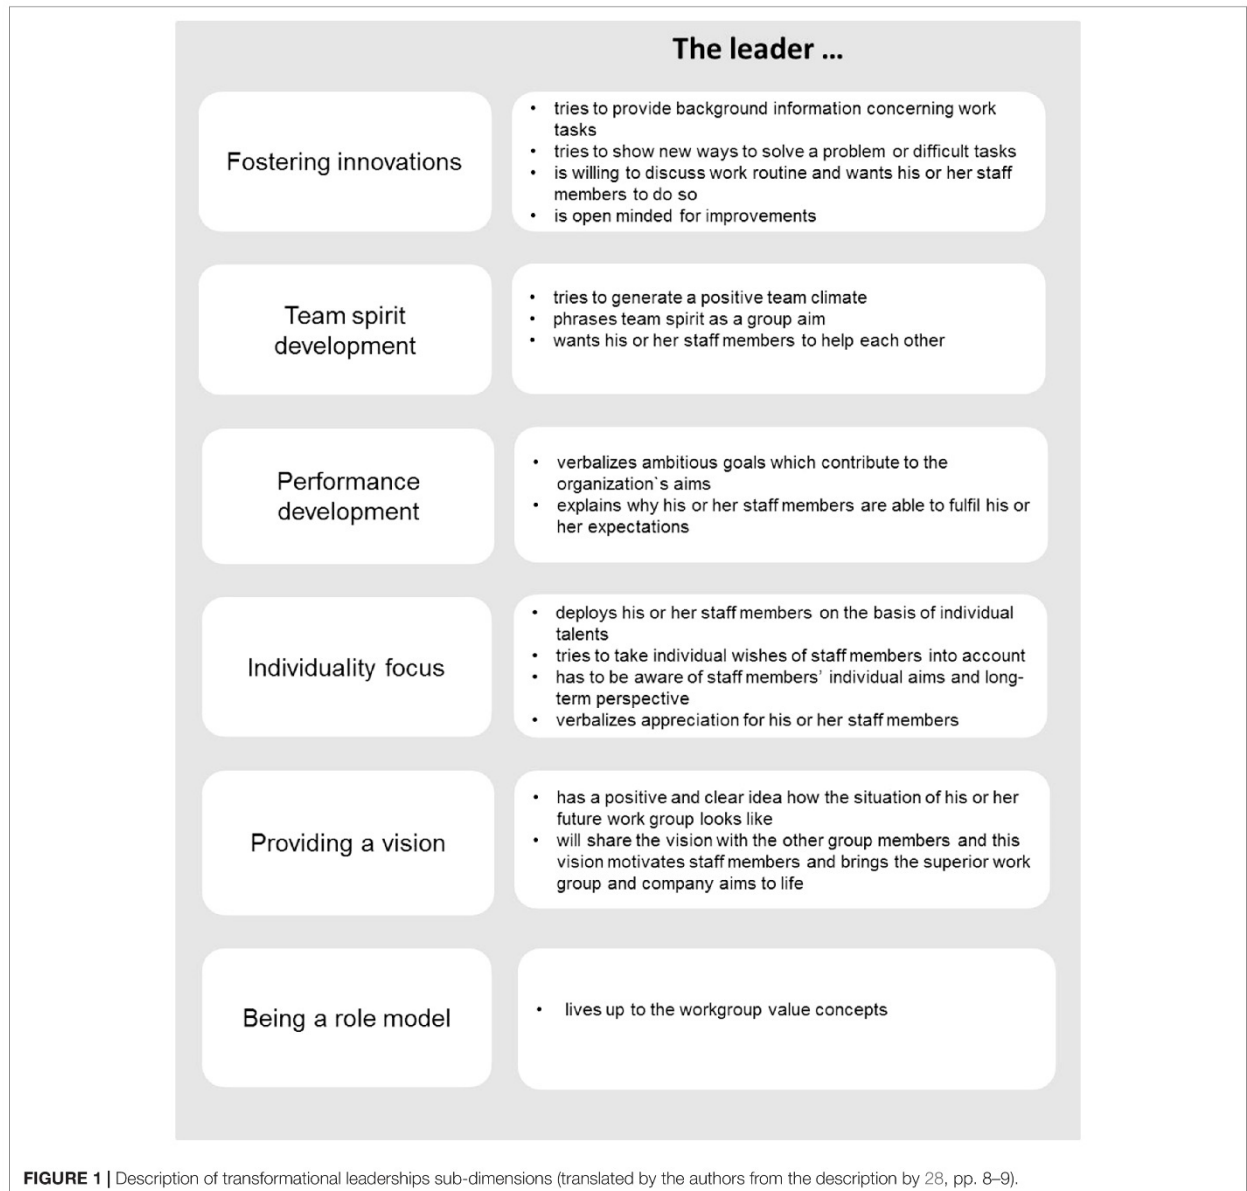 The leader ...
Fostering innovations
• tries to provide background information concerning work
tasks
• tries to show new ways to solve a problem or difficult tasks
• is willing to discuss work routine and wants his or her staff
members to do so
• is open minded for improvements
Team spirit
development
• tries to generate a positive team climate
• phrases team spirit as a group aim
• wants his or her staff members to help each other
Performance
development
• verbalizes ambitious goals which contribute to the
organization`s aims
• explains why his or her staff members are able to fulfil his or
her expectations
Individuality focus
• deploys his or her staff members on the basis of individual
talents
• tries to take individual wishes of staff members into account
• has to be aware of staff members’ individual aims and long-
term perspective
• verbalizes appreciation for his or her staff members
Providing a vision
• has a positive and clear idea how the situation of his or her
future work group looks like
• will share the vision with the other group members and this
vision motivates staff members and brings the superior work
group and company aims to life
Being a role model
• lives up to the workgroup value concepts
FIGURE 1 | Description of transformational leaderships sub-dimensions (translated by the authors from the description by 28, pp. 8–9).